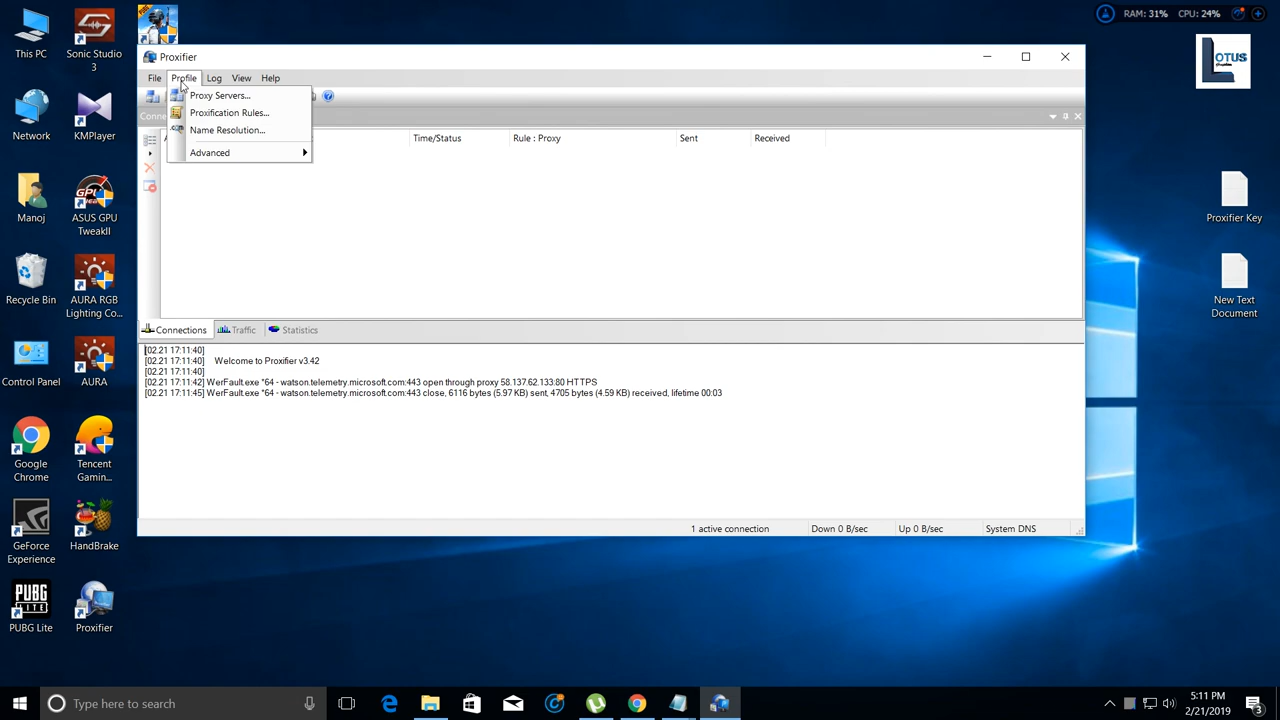 This PC
Sonic Studio
3
PUBG
RAM: 31%
CPU: 24%
LOTUS
Proxifier
File
Profile
Log
View
Help
Proxy Servers...
Proxification Rules...
Name Resolution...
Advanced
Time/Status
Rule : Proxy
Sent
Received
Network
KMPlayer
Manoj
ASUS GPU
TweakII
Proxifier Key
Recycle Bin
AURA RGB
Lighting Co...
New Text
Document
Connections
Traffic
Statistics
[02.21 17:11:40]
[02.21 17:11:40] Welcome to Proxifier v3.42
[02.21 17:11:40]
[02.21 17:11:42] WerFault.exe *64 - watson.telemetry.microsoft.com:443 open through proxy 58.137.62.133:80 HTTPS
[02.21 17:11:45] WerFault.exe *64 - watson.telemetry.microsoft.com:443 close, 6116 bytes (5.97 KB) sent, 4705 bytes (4.59 KB) received, lifetime 00:03
Control Panel
AURA
Google
Chrome
Tencent
Gamin...
1 active connection
Down 0 B/sec
Up 0 B/sec
System DNS
GeForce
Experience
HandBrake
PUBG
LITE
PUBG Lite
Proxifier
Type here to search
5:11 PM
2/21/2019
3